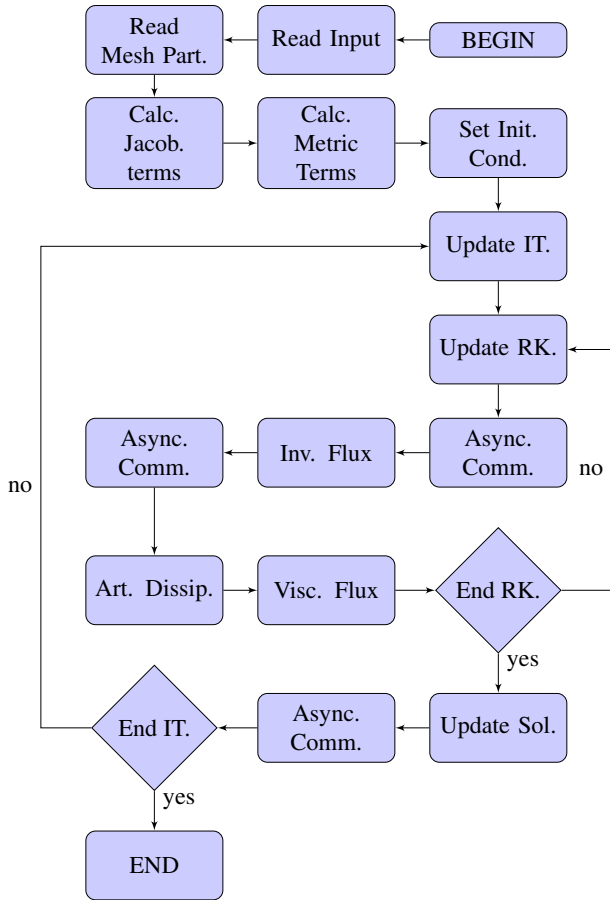 Read
Mesh Part.
Read Input
BEGIN
Calc.
Jacob.
terms
Calc.
Metric
Terms
Set Init.
Cond.
Update IT.
Update RK.
Async.
Comm.
Inv. Flux
Async.
Comm.
no
no
Art. Dissip.
Visc. Flux
End RK.
yes
End IT.
Async.
Comm.
Update Sol.
yes
END